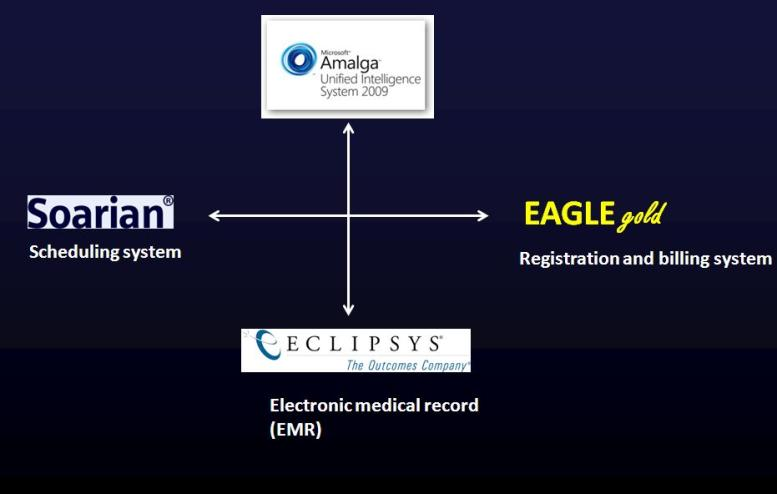 Microsoft®
Amalga™
Unified Intelligence
System 2009
Soarian®
Scheduling system
EAGLE gold
Registration and billing system
ECLIPSYS®
The Outcomes Company®
Electronic medical record
(EMR)